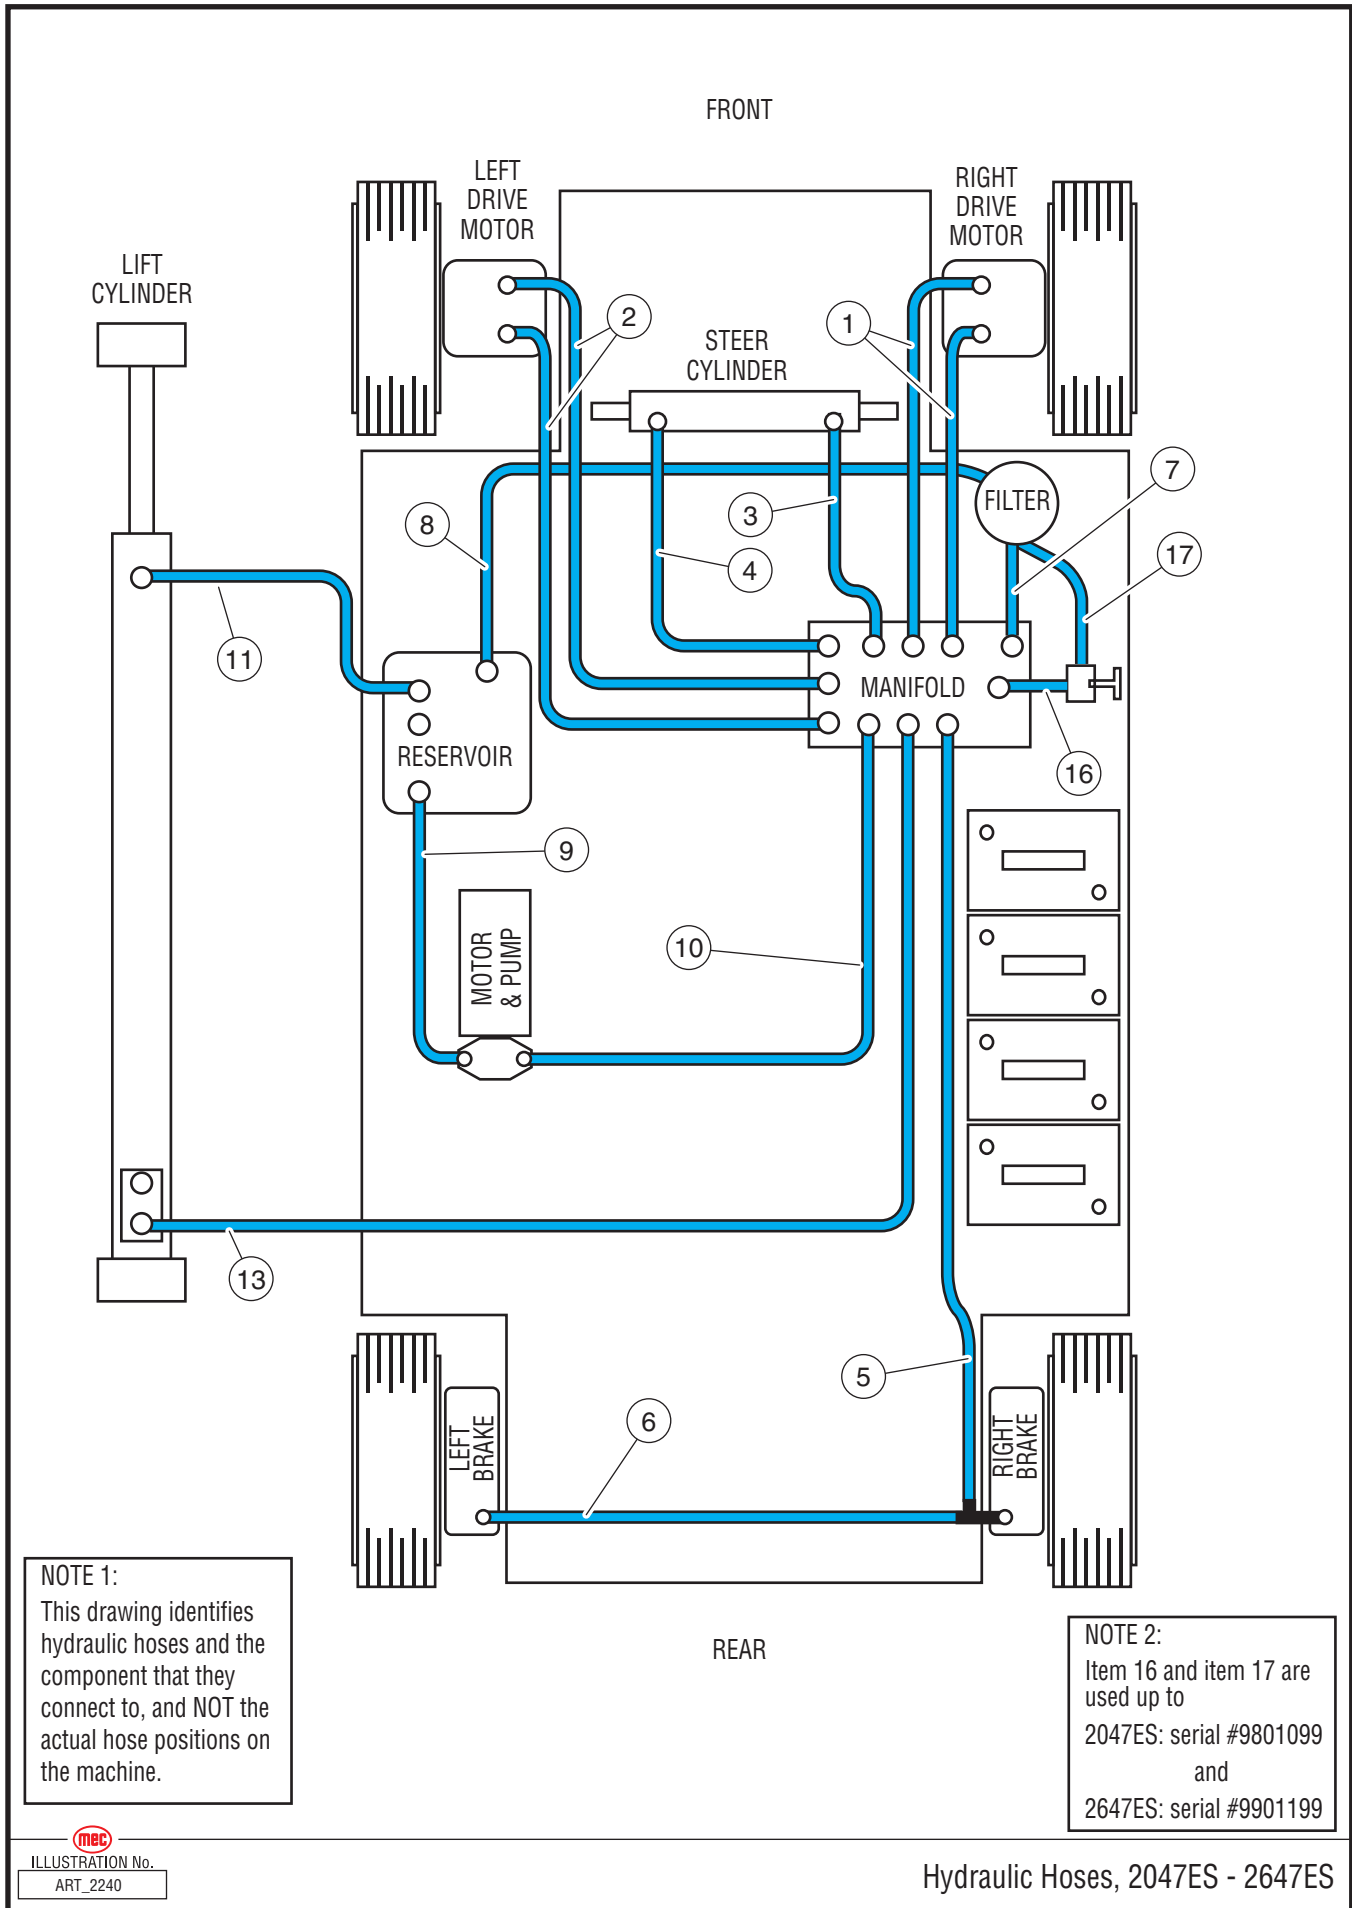 FRONT
LEFT
DRIVE
MOTOR
RIGHT
DRIVE
MOTOR
LIFT
CYLINDER
2
1
STEER
CYLINDER
7
FILTER
8
3
17
4
11
MANIFOLD
RESERVOIR
16
9
MOTOR
& PUMP
10
13
5
6
LEFT
BRAKE
RIGHT
BRAKE
NOTE 1:
This drawing identifies
hydraulic hoses and the
component that they
connect to, and NOT the
actual hose positions on
the machine.
REAR
NOTE 2:
Item 16 and item 17 are
used up to
2047ES: serial #9801099
and
2647ES: serial #9901199
mec
ILLUSTRATION No.
ART_2240
Hydraulic Hoses, 2047ES - 2647ES